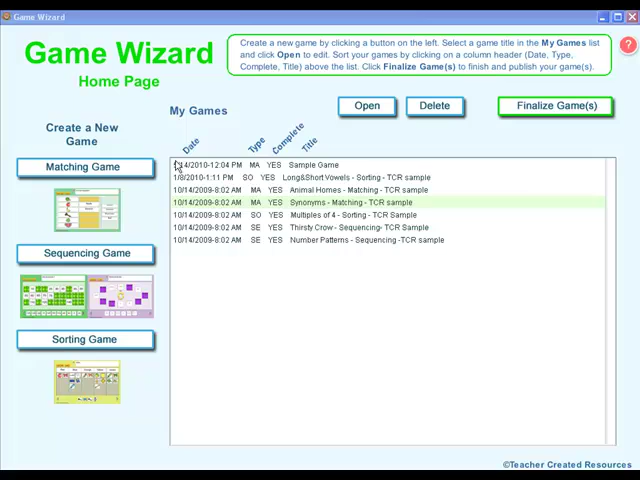 Game Wizard
Game Wizard
Home Page
Create a new game by clicking a button on the left. Select a game title in the My Games list
and click Open to edit. Sort your games by clicking on a column header (Date, Type,
Complete, Title) above the list. Click Finalize Game(s) to finish and publish your game(s).
?
My Games
Open
Delete
Finalize Game(s)
Create a New
Game
Date
Type
Complete
Title
Matching Game
Sequencing Game
Sorting Game
/14/2010-12:04 PM MA YES Sample Game
1/8/2010-1:11 PM SO YES Long&Short Vowels - Sorting - TCR sample
10/14/2009-8:02 AM MA YES Animal Homes - Matching - TCR sample
10/14/2009-8:02 AM MA YES Synonyms - Matching - TCR sample
10/14/2009-8:02 AM SO YES Multiples of 4 - Sorting - TCR sample
10/14/2009-8:02 AM SE YES Thirsty Crow - Sequencing- TCR Sample
10/14/2009-8:02 AM SE YES Number Patterns - Sequencing -TCR sample
©Teacher Created Resources